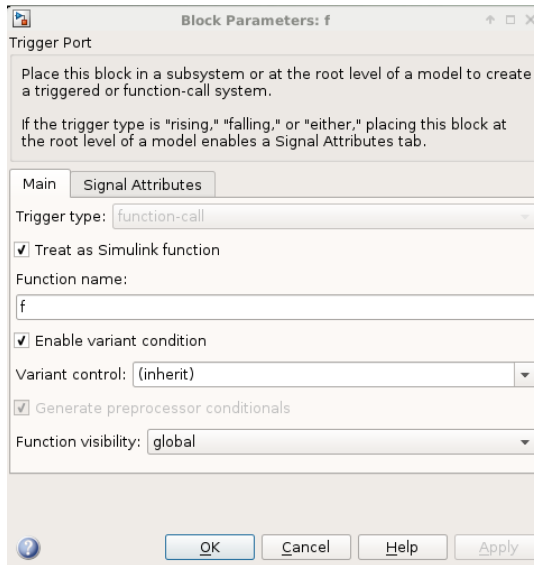 Block Parameters: f
Trigger Port
Place this block in a subsystem or at the root level of a model to create
a triggered or function-call system.
If the trigger type is "rising," "falling," or "either," placing this block at
the root level of a model enables a Signal Attributes tab.
Main Signal Attributes
Trigger type: function-call
Treat as Simulink function
Function name:
f
Enable variant condition
Variant control: (inherit)
Generate preprocessor conditionals
Function visibility: global
? OK Cancel Help Apply